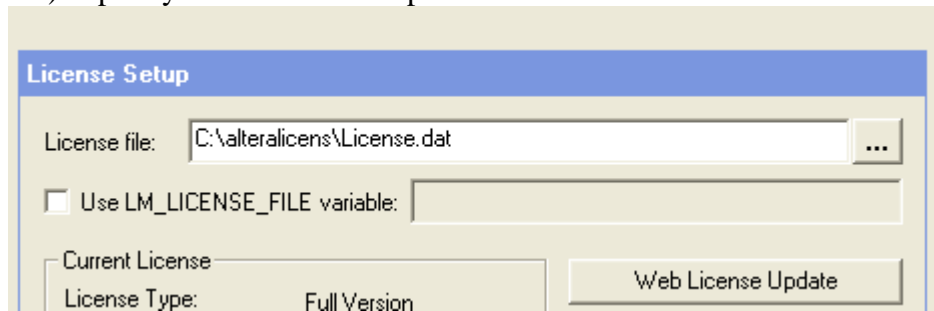 License Setup
License file: C:\alteralicens\License.dat ...
Use LM_LICENSE_FILE variable:
Current License
Web License Update
License Type: Full Version